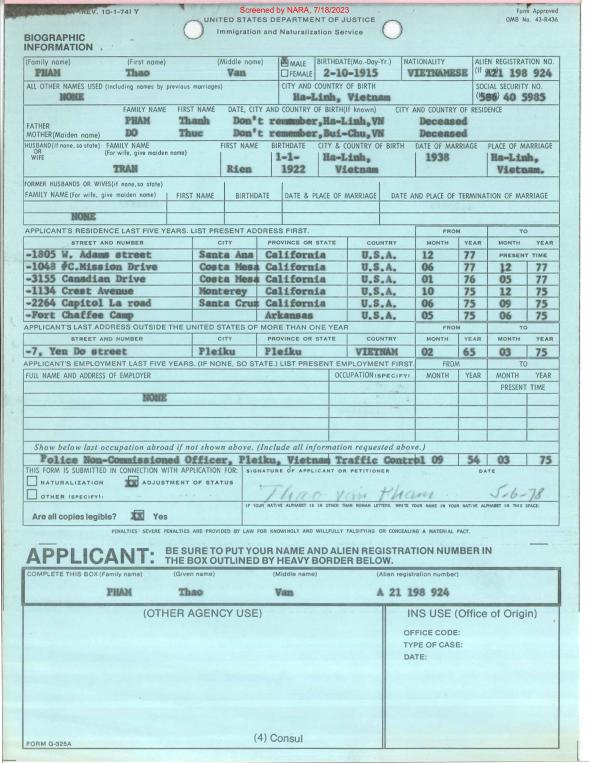 Screened by NARA, 7/18/2023
REV. 10-1-74) Y
UNITED STATES DEPARTMENT OF JUSTICE
Immigration and Naturalization Service
Form Approved
OMB No. 43-R436
BIOGRAPHIC
INFORMATION
(Family name) (First name) (Middle name) MALE FEMALE BIRTHDATE(Mo.-Day-Yr.) NATIONALITY ALIEN REGISTRATION NO.
PHAM Thao Van 2-10-1915 VIETNAMESE A21 198 924
ALL OTHER NAMES USED (Including names by previous marriages) CITY AND COUNTRY OF BIRTH SOCIAL SECURITY NO.
NONE Ha-Linh, Vietnam 586 40 5985
FAMILY NAME FIRST NAME DATE, CITY AND COUNTRY OF BIRTH(If known) CITY AND COUNTRY OF RESIDENCE
FATHER PHAM Thanh Don't remember,Ha-Linh,VN Deceased
MOTHER(Maiden name) DO Thuc Don't remember,Bui-Chu,VN Deceased
HUSBAND(if none,so state) OR WIFE FAMILY NAME (For wife, give maiden name) FIRST NAME BIRTHDATE CITY & COUNTRY OF BIRTH DATE OF MARRIAGE PLACE OF MARRIAGE
1-1- Ha-Linh, 1938 Ha-Linh,
TRAN Rien 1922 Vietnam Vietnam.
FORMER HUSBANDS OR WIVES(if none,so state)
FAMILY NAME(For wife, give maiden name) FIRST NAME BIRTHDATE DATE & PLACE OF MARRIAGE DATE AND PLACE OF TERMINATION OF MARRIAGE
NONE
APPLICANT'S RESIDENCE LAST FIVE YEARS. LIST PRESENT ADDRESS FIRST. FROM TO
STREET AND NUMBER CITY PROVINCE OR STATE COUNTRY MONTH YEAR MONTH YEAR
-1805 W. Adams street Santa Ana California U.S.A. 12 77 PRESENT TIME
-1048 #C.Mission Drive Costa Mesa California U.S.A. 06 77 12 77
-3155 Canadian Drive Costa Mesa California U.S.A. 01 76 05 77
-1134 Crest Avenue Monterey California U.S.A. 10 75 12 75
-2264 Capitol La road Santa Cruz California U.S.A. 06 75 09 75
-Fort Chaffee Camp Arkansas U.S.A. 05 75 06 75
APPLICANT'S LAST ADDRESS OUTSIDE THE UNITED STATES OF MORE THAN ONE YEAR FROM TO
STREET AND NUMBER CITY PROVINCE OR STATE COUNTRY MONTH YEAR MONTH YEAR
-7, Yen Do street Pleiku Pleiku VIETNAM 02 65 03 75
APPLICANT'S EMPLOYMENT LAST FIVE YEARS. (IF NONE, SO STATE.) LIST PRESENT EMPLOYMENT FIRST. FROM TO
FULL NAME AND ADDRESS OF EMPLOYER OCCUPATION(SPECIFY) MONTH YEAR MONTH YEAR
PRESENT TIME
NONE
Show below last occupation abroad if not shown above. (Include all information requested above.)
Police Non-Commissioned Officer, Pleiku, Vietnam Traffic Control 09 54 03 75
THIS FORM IS SUBMITTED IN CONNECTION WITH APPLICATION FOR: SIGNATURE OF APPLICANT OR PETITIONER DATE
NATURALIZATION ADJUSTMENT OF STATUS
OTHER (SPECIFY):
Thao van Pham 5-6-78
IF YOUR NATIVE ALPHABET IS IN OTHER THAN ROMAN LETTERS, WRITE YOUR NAME IN YOUR NATIVE ALPHABET IN THIS SPACE:
Are all copies legible? Yes
PENALTIES: SEVERE PENALTIES ARE PROVIDED BY LAW FOR KNOWINGLY AND WILLFULLY FALSIFYING OR CONCEALING A MATERIAL FACT.
APPLICANT: BE SURE TO PUT YOUR NAME AND ALIEN REGISTRATION NUMBER IN
THE BOX OUTLINED BY HEAVY BORDER BELOW.
COMPLETE THIS BOX(Family name) (Given name) (Middle name) (Alien registration number)
PHAM Thao Van A 21 198 924
(OTHER AGENCY USE) INS USE (Office of Origin)
OFFICE CODE:
TYPE OF CASE:
DATE:
(4) Consul
FORM G-325A